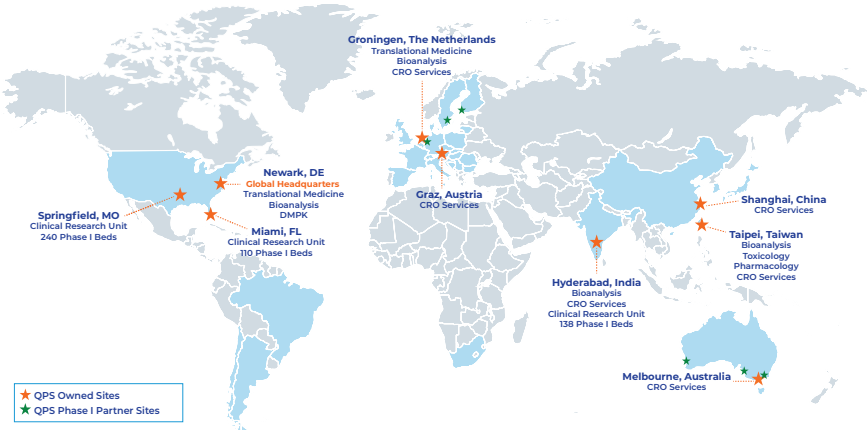 Groningen, The Netherlands
Translational Medicine
Bioanalysis
CRO Services
Newark, DE
Global Headquarters
Translational Medicine
Bioanalysis
DMPK
Springfield, MO
Clinical Research Unit
240 Phase I Beds
Miami, FL
Clinical Research Unit
110 Phase I Beds
Graz, Austria
CRO Services
Shanghai, China
CRO Services
Taipei, Taiwan
Bioanalysis
Toxicology
Pharmacology
CRO Services
Hyderabad, India
Bioanalysis
CRO Services
Clinical Research Unit
138 Phase I Beds
Melbourne, Australia
CRO Services
QPS Owned Sites
QPS Phase I Partner Sites